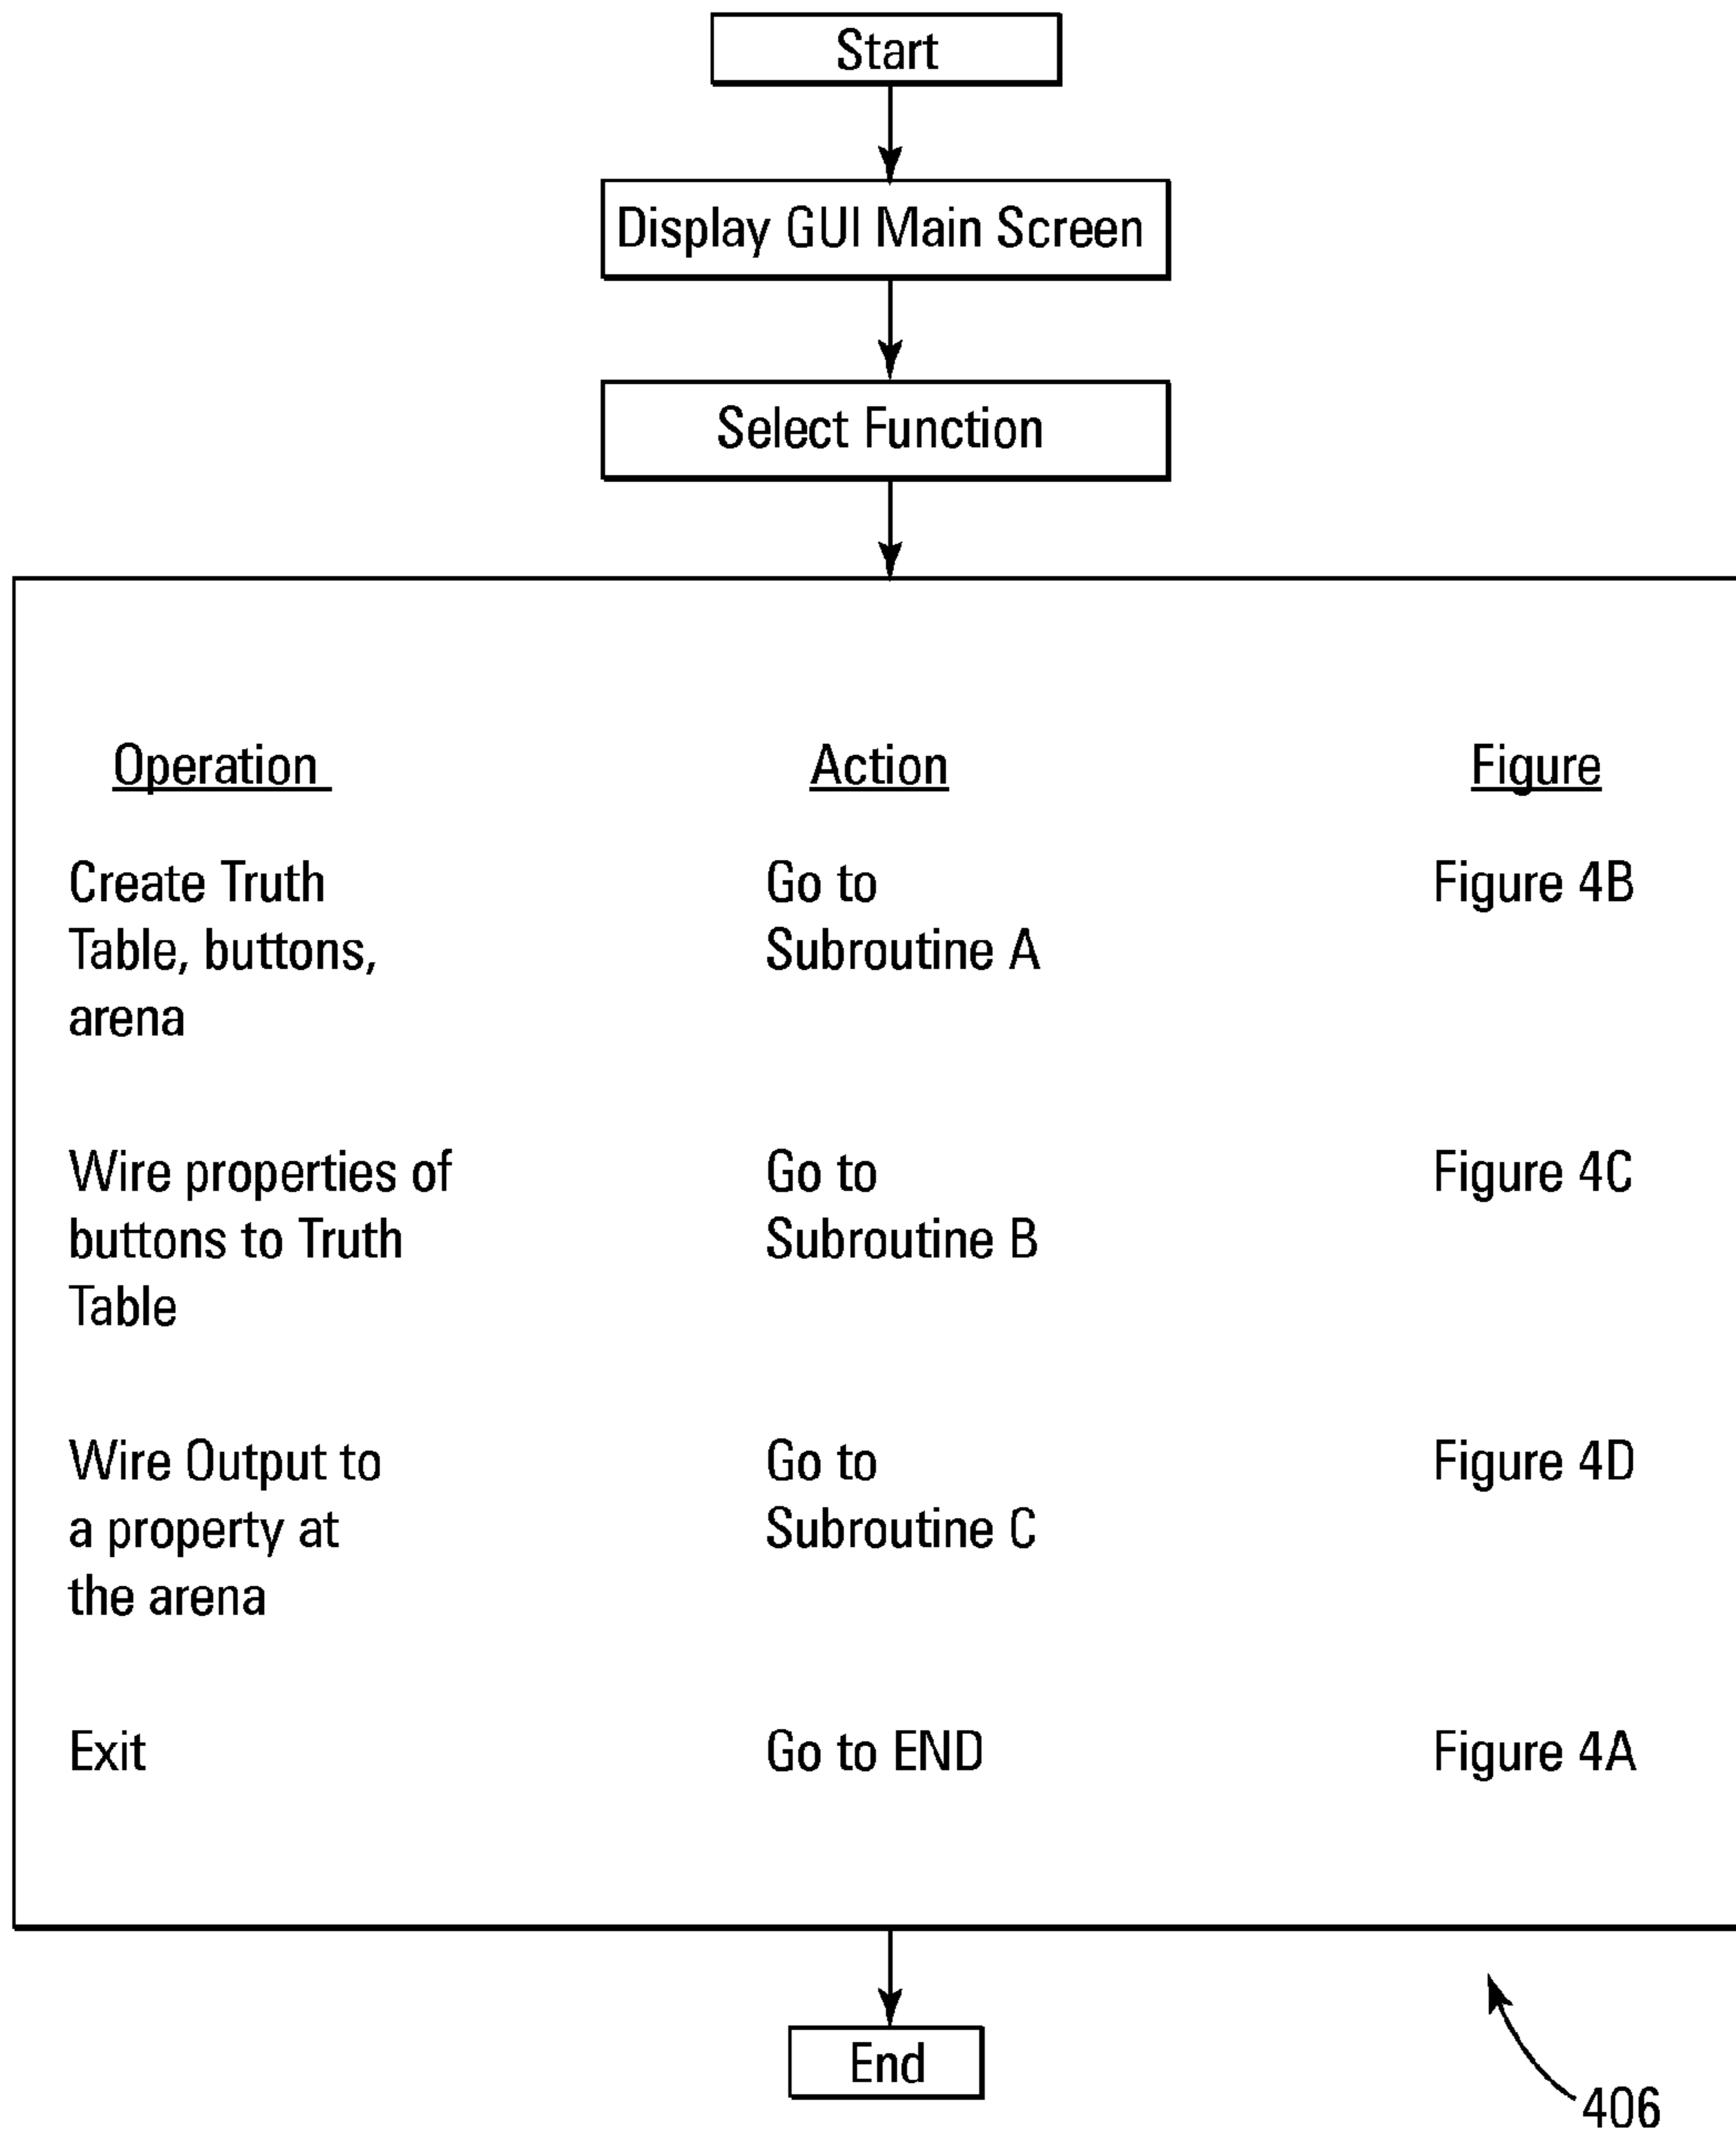 Start
Display GUI Main Screen
Select Function
Operation Action Figure
Create Truth Go to Figure 4B
Table, buttons, Subroutine A
arena
Wire properties of Go to Figure 4C
buttons to Truth Subroutine B
Table
Wire Output to Go to Figure 4D
a property at Subroutine C
the arena
Exit Go to END Figure 4A
End
406